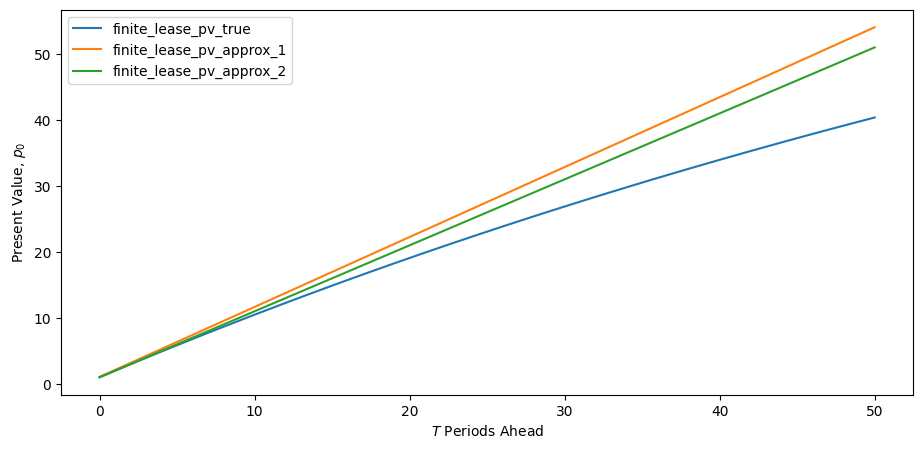 finite_lease_pv_true
finite_lease_pv_approx_1
finite_lease_pv_approx_2
Present Value, p₀
50
40
30
20
10
0
0 10 20 30 40 50
T Periods Ahead